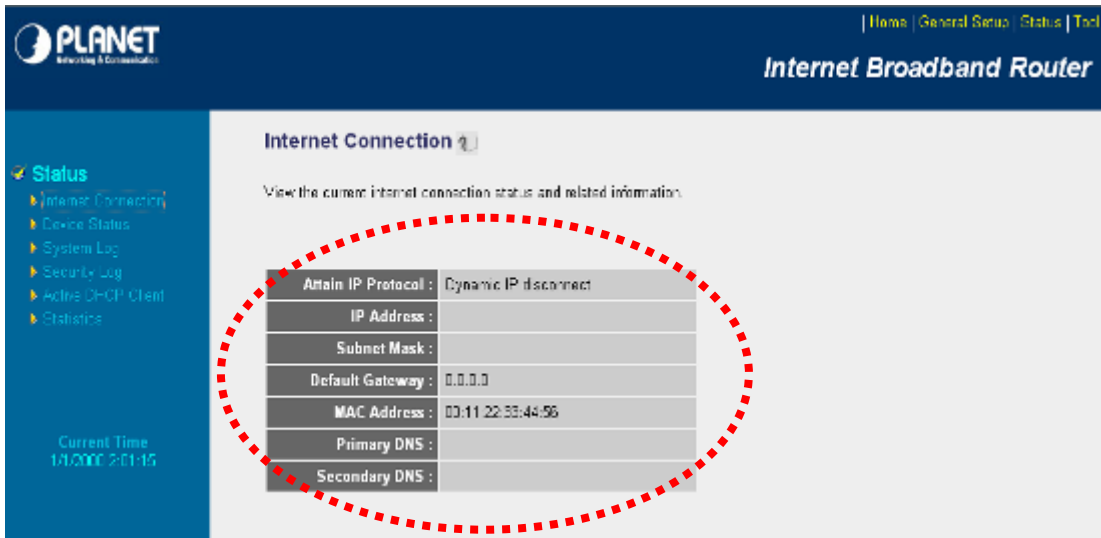 PLANET
Networking & Communication
| Home | General Setup | Status | Tool
Internet Broadband Router
Status
Internet Connection
Device Status
System Log
Security Log
Active DHCP Client
Statistics
Current Time
1/1/2000 2:01:15
Internet Connection
View the current internet connection status and related information.
Attain IP Protocol : Dynamic IP disconnect
IP Address :
Subnet Mask :
Default Gateway : 0.0.0.0
MAC Address : 00:11:22:33:44:56
Primary DNS :
Secondary DNS :